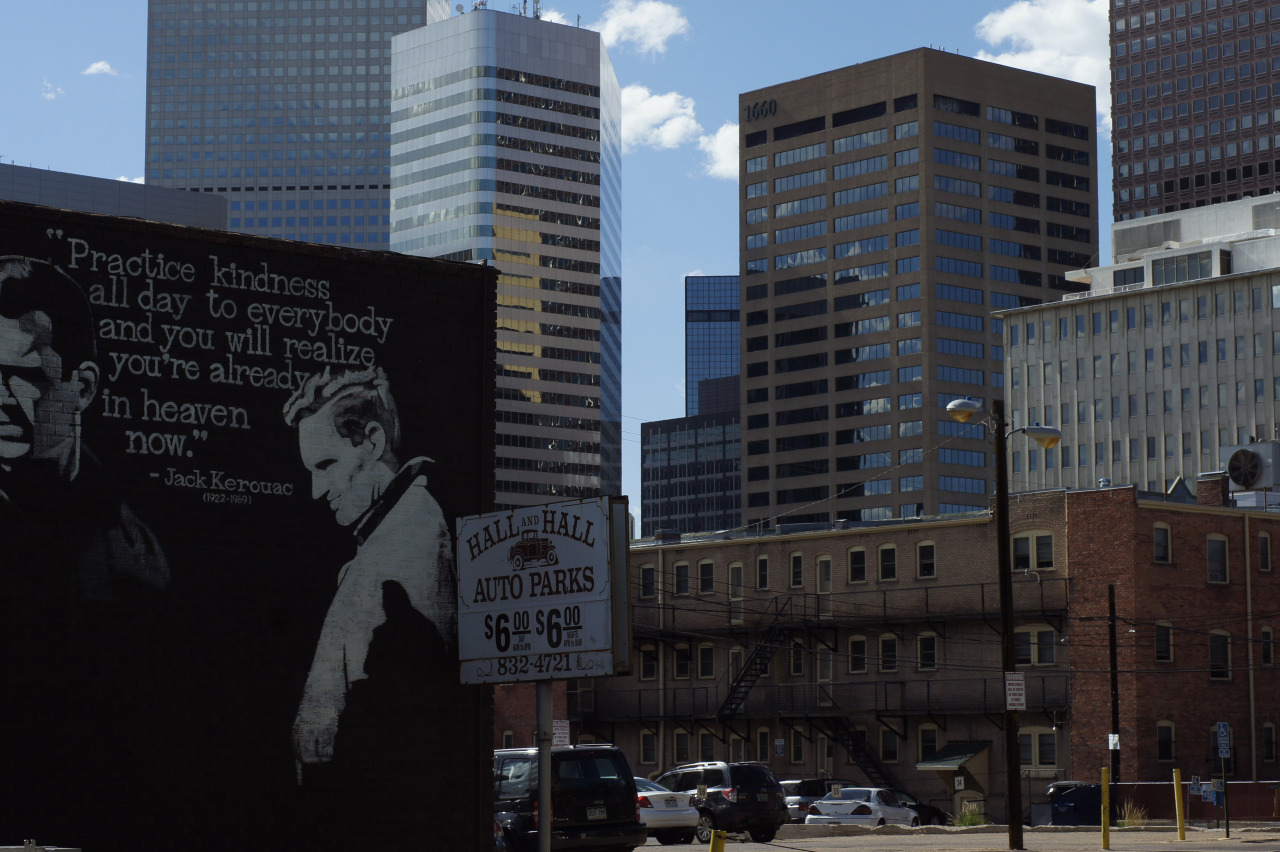 "Practice kindness
all day to everybody
and you will realize
you're already
in heaven
now."
- Jack Kerouac
(1922-1969)
1660
HALL AND HALL
AUTO PARKS
$6.00 $6.00
832-4721